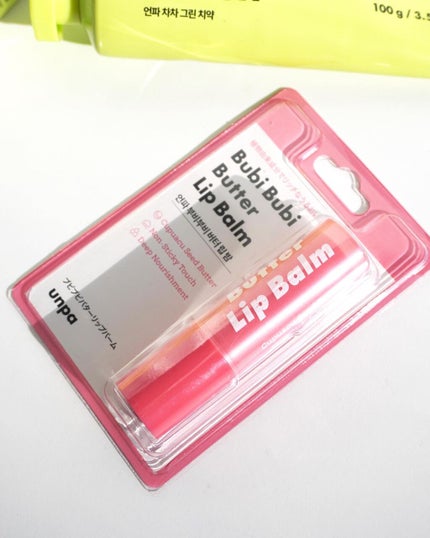 언파 차차 그린 치약
100 g / 3.5
Bubi Bubi
Butter
Lip Balm
언파 부비부비 버터 립밤
Cupuacu Seed Butter
Non-Sticky Touch
Deep Nourishment
ブビブビバターリップバーム
unpa
Butter
Lip Balm